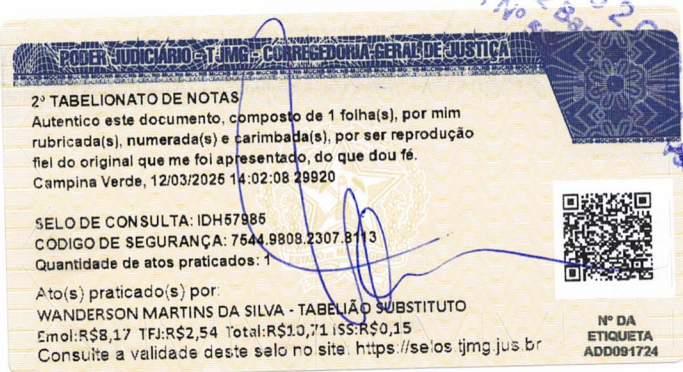 PODER JUDICIÁRIO - TJMG - CORREGEDORIA-GERAL DE JUSTIÇA
2º TABELIONATO DE NOTAS
Autentico este documento, composto de 1 folha(s), por mim
rubricada(s), numerada(s) e carimbada(s), por ser reprodução
fiel do original que me foi apresentado, do que dou fé.
Campina Verde, 12/03/2025 14:02:08 29920
SELO DE CONSULTA: IDH57985
CÓDIGO DE SEGURANÇA: 7544.9808.2307.8113
Quantidade de atos praticados: 1
Ato(s) praticado(s) por:
WANDERSON MARTINS DA SILVA - TABELIÃO SUBSTITUTO
Emol:R$8,17 TFJ:R$2,54 Total:R$10,71 ISS:R$0,15
Consulte a validade deste selo no site: https://selos.tjmg.jus.br
Nº DA
ETIQUETA
ADD091724